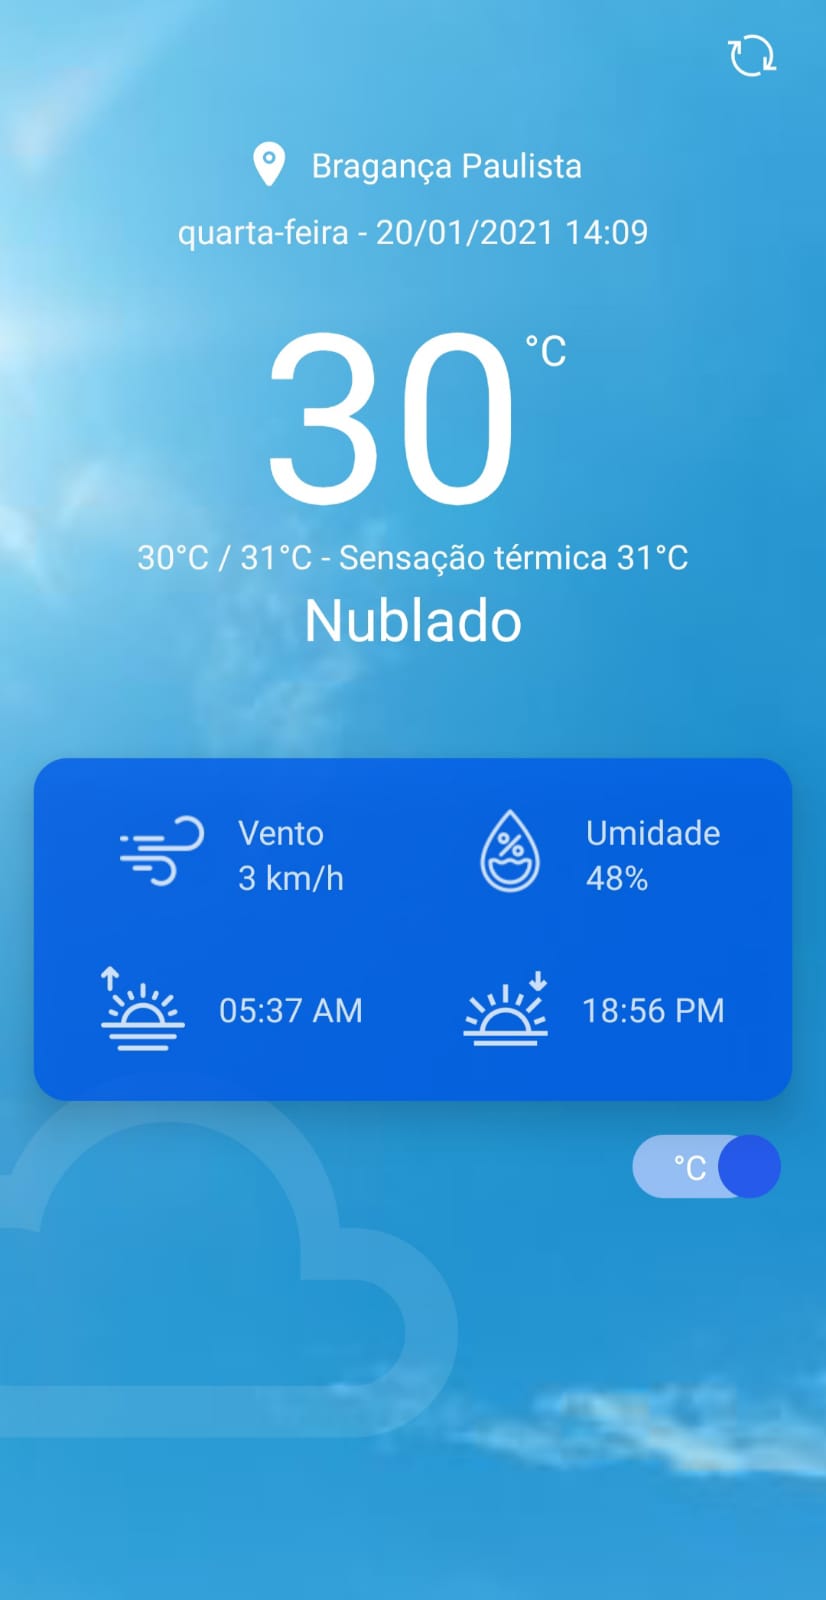 Bragança Paulista
quarta-feira - 20/01/2021 14:09
30 °C
30°C / 31°C - Sensação térmica 31°C
Nublado
Vento
3 km/h
%
Umidade
48%
05:37 AM
18:56 PM
°C